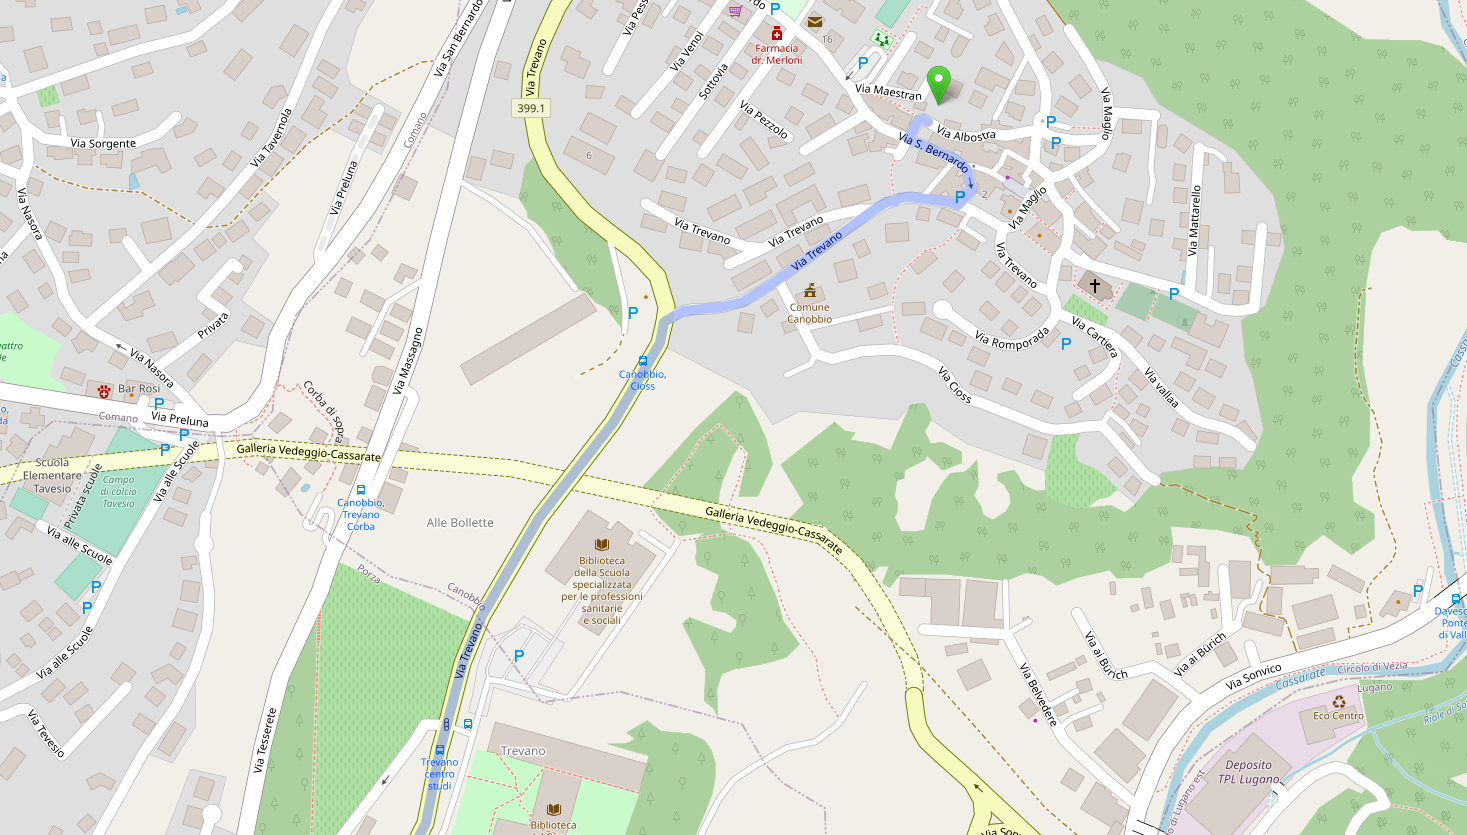 Via San Bernardo
Via Trevano
Via Venoi
Sottovia
Farmacia
dr. Merloni
16
P
P
Via Maestran
399.1
Via Pezzolo
Via Albostra
P
P
Via Maglio
Via S. Bernardo
6
2
P
Via Sorgente
Via Tavernola
Comano
Via Preluna
Via Nasora
Via Trevano
Via Trevano
Via Trevano
Via Maglio
Via Trevano
Via Mattarello
P
Comune
Canobbio
P
Via Romporada
P
Via Cartiera
Via vallaa
Via Cioss
Privata
Via Nasora
Via Massagno
Canobbio,
Cioss
Bar Rosi
P
Comano
Via Preluna
P
P
Corba di sopra
Galleria Vedeggio-Cassarate
Scuola
Elementare
Tavesio
Privata scuole
Campo
di calcio
Tavesio
Via alle Scuole
Canobbio,
Trevano
Corba
Alle Bollette
Galleria Vedeggio-Cassarate
Via alle Scuole
P
P
Porza
Canobbio
Biblioteca
della Scuola
specializzata
per le professioni
sanitarie
e sociali
P
Via alle Scuole
Via Trevano
P
Via ai Bürich
Via ai Bürich
Via Belvedere
Via Sonvico
Cassarate
Circolo di Vezia
Lugano
Eco Centro
Deposito
TPL Lugano
Via Tevesio
Via Tesserete
Trevano
centro
studi
Trevano
Biblioteca